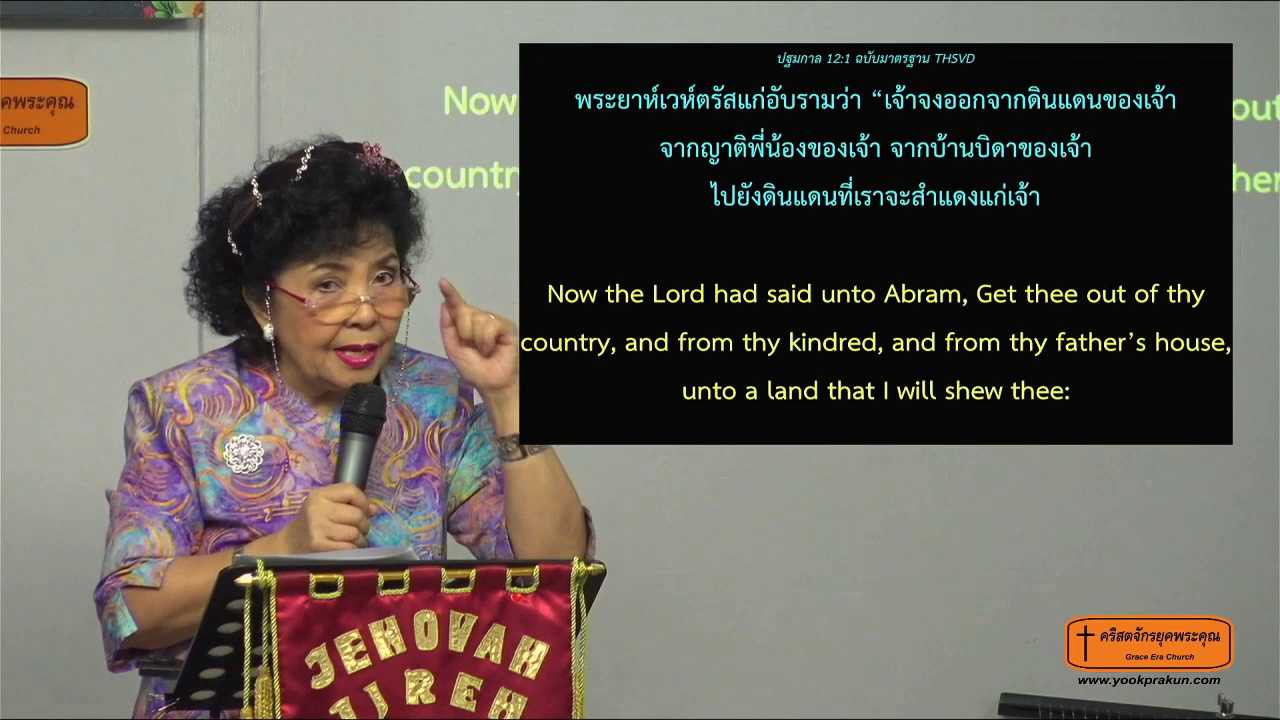 คพระคุณ
Church
Now
out
country
ปฐมกาล 12:1 ฉบับมาตรฐาน THSVD
พระยาห์เวห์ตรัสแก่อับรามว่า “เจ้าจงออกจากดินแดนของเจ้า
จากญาติพี่น้องของเจ้า จากบ้านบิดาของเจ้า
ไปยังดินแดนที่เราจะสำแดงแก่เจ้า
Now the Lord had said unto Abram, Get thee out of thy
country, and from thy kindred, and from thy father’s house,
unto a land that I will shew thee:
JEHOVAH
JIREH
คริสตจักรยุคพระคุณ
Grace Era Church
www.yookprakun.com